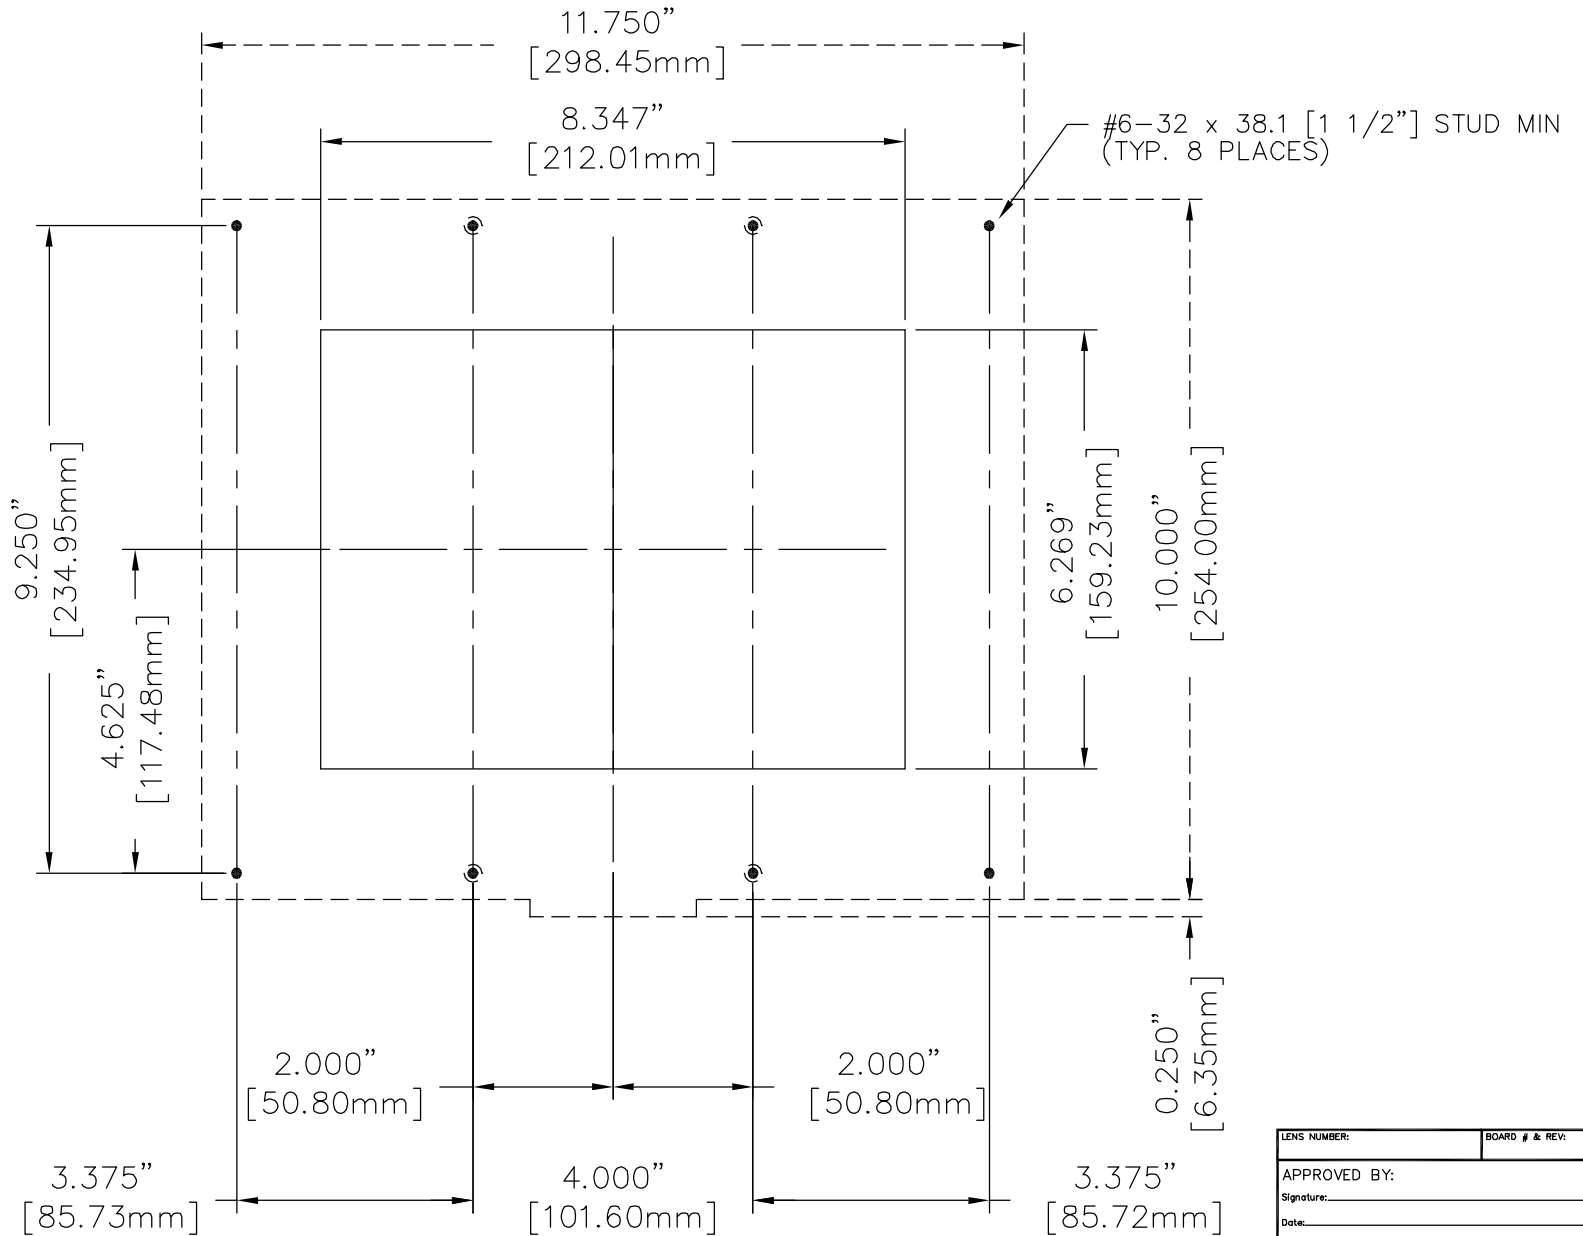 11.750"
[298.45mm]
8.347"
[212.01mm]
#6-32 x 38.1 [1 1/2"] STUD MIN
(TYP. 8 PLACES)
9.250"
[234.95mm]
4.625"
[117.48mm]
6.269"
[159.23mm]
10.000"
[254.00mm]
0.250"
[6.35mm]
2.000"
[50.80mm]
2.000"
[50.80mm]
3.375"
[85.73mm]
4.000"
[101.60mm]
3.375"
[85.72mm]
LENS NUMBER:
BOARD # & REV:
APPROVED BY:
Signature:
Date: